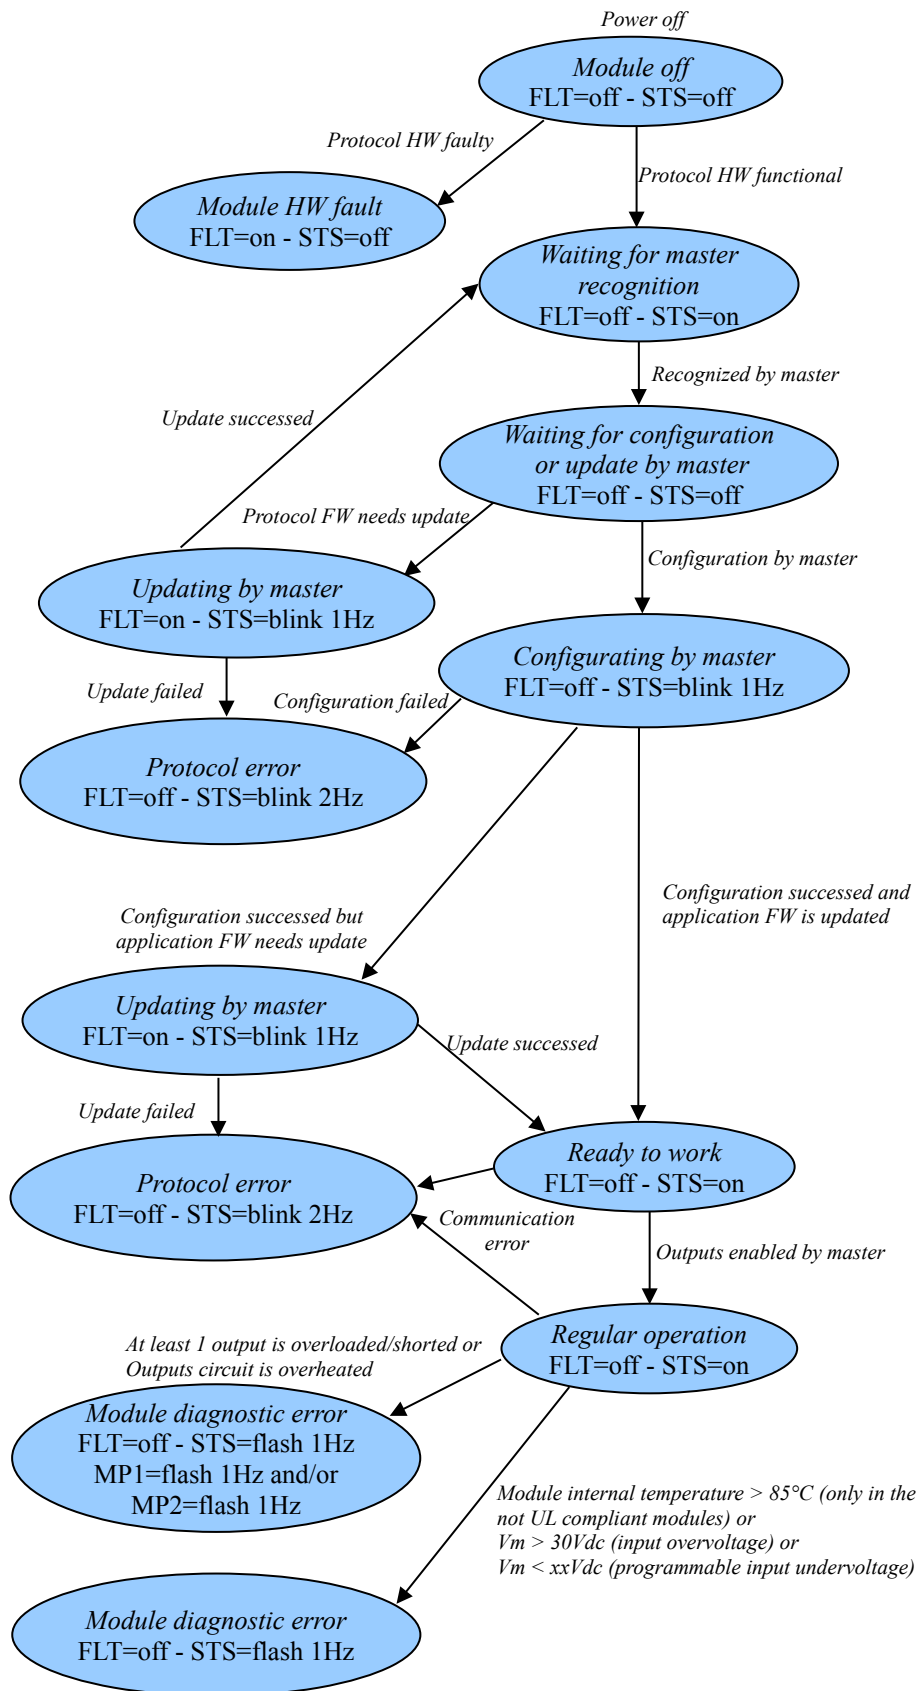 Power off
Module off
FLT=off - STS=off
Protocol HW faulty
Protocol HW functional
Module HW fault
FLT=on - STS=off
Waiting for master
recognition
FLT=off - STS=on
Recognized by master
Update successed
Waiting for configuration
or update by master
FLT=off - STS=off
Protocol FW needs update
Configuration by master
Updating by master
FLT=on - STS=blink 1Hz
Configurating by master
FLT=off - STS=blink 1Hz
Update failed
Configuration failed
Protocol error
FLT=off - STS=blink 2Hz
Configuration successed and
application FW is updated
Configuration successed but
application FW needs update
Updating by master
FLT=on - STS=blink 1Hz
Update successed
Update failed
Ready to work
FLT=off - STS=on
Protocol error
FLT=off - STS=blink 2Hz
Communication
error
Outputs enabled by master
Regular operation
FLT=off - STS=on
At least 1 output is overloaded/shorted or
Outputs circuit is overheated
Module diagnostic error
FLT=off - STS=flash 1Hz
MP1=flash 1Hz and/or
MP2=flash 1Hz
Module internal temperature > 85°C (only in the
not UL compliant modules) or
Vm > 30Vdc (input overvoltage) or
Vm < xxVdc (programmable input undervoltage)
Module diagnostic error
FLT=off - STS=flash 1Hz